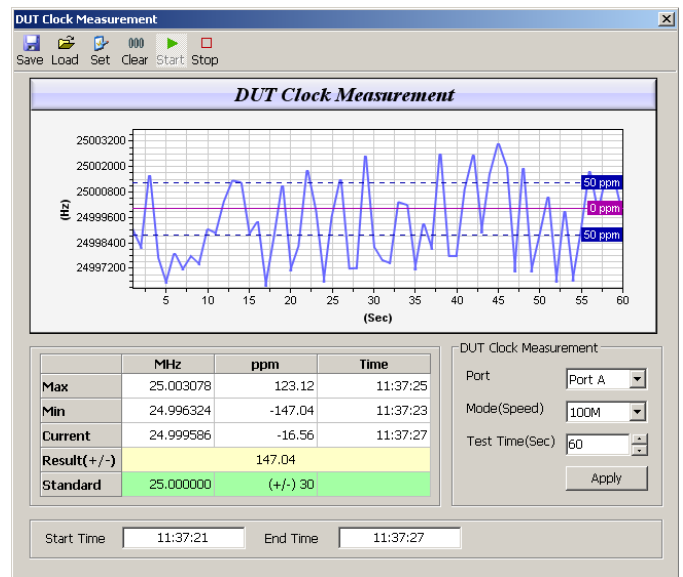 DUT Clock Measurement
000
Save Load Set Clear Start Stop
DUT Clock Measurement
25003200
25002000
25000800
24999600
24998400
24997200
(Hz)
50 ppm
0 ppm
50 ppm
5 10 15 20 25 30 35 40 45 50 55 60
(Sec)
MHz ppm Time
Max 25.003078 123.12 11:37:25
Min 24.996324 -147.04 11:37:23
Current 24.999586 -16.56 11:37:27
Result(+/-) 147.04
Standard 25.000000 (+/-) 30
DUT Clock Measurement
Port Port A
Mode(Speed) 100M
Test Time(Sec) 60
Apply
Start Time 11:37:21 End Time 11:37:27